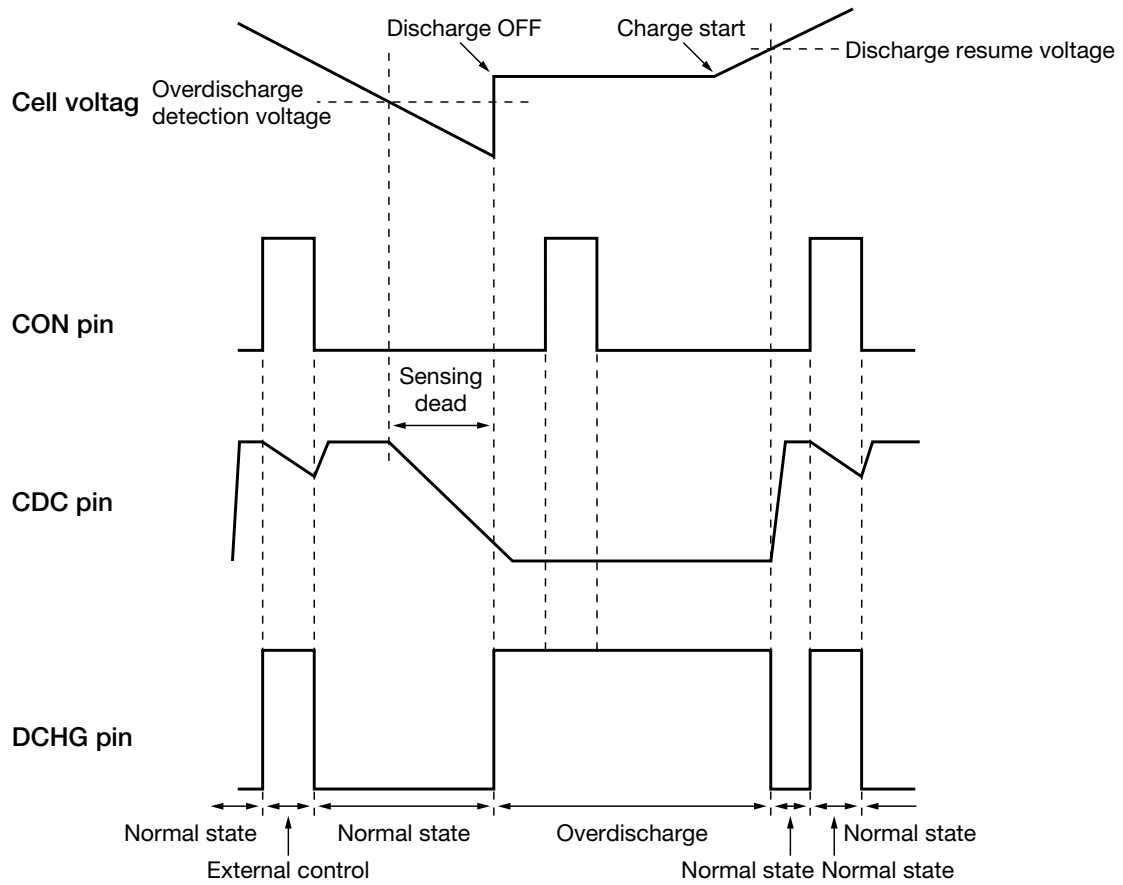 Discharge OFF
Charge start
Discharge resume voltage
Cell voltag
Overdischarge
detection voltage
CON pin
Sensing
dead
CDC pin
DCHG pin
Normal state
Normal state
Overdischarge
Normal state
External control
Normal state
Normal state